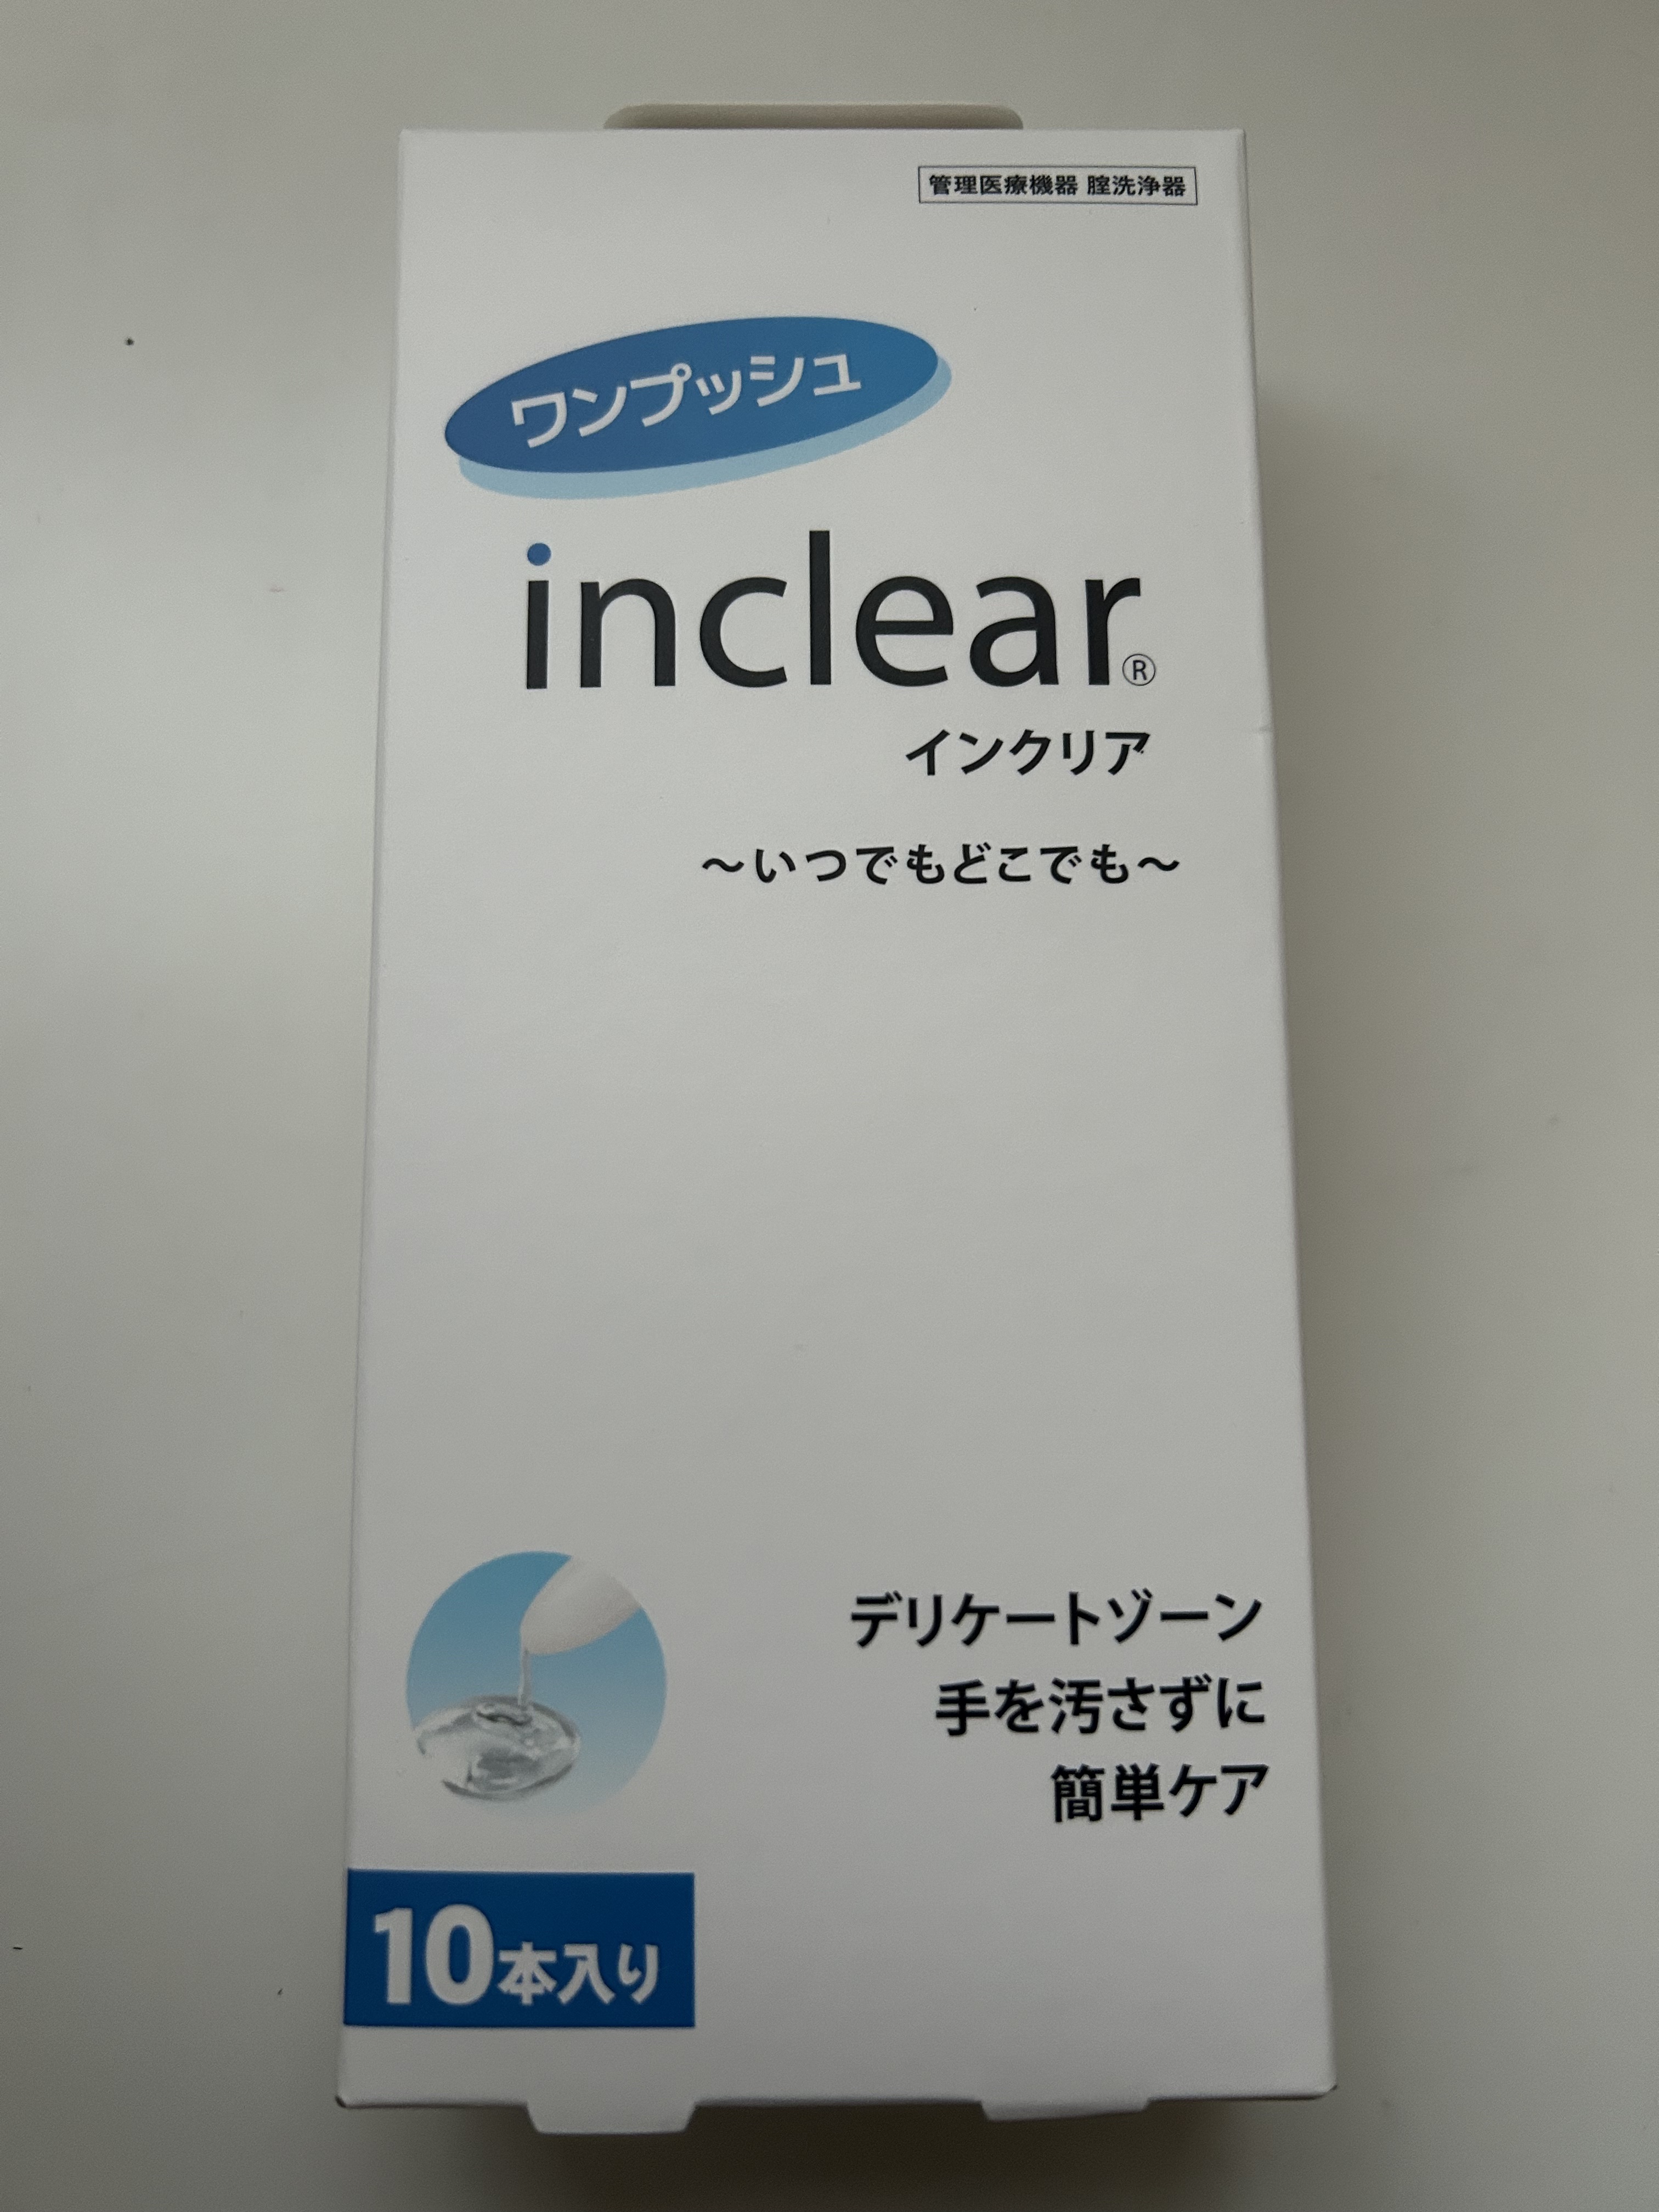 管理医療機器 膣洗浄器
ワンプッシュ
inclear®
インクリア
～いつでもどこでも～
デリケートゾーン
手を汚さずに
簡単ケア
10本入り